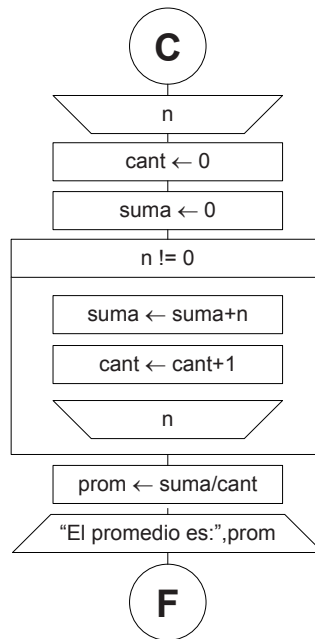 C
n
cant ← 0
suma ← 0
n != 0
suma ← suma+n
cant ← cant+1
n
prom ← suma/cant
“El promedio es:”,prom
F